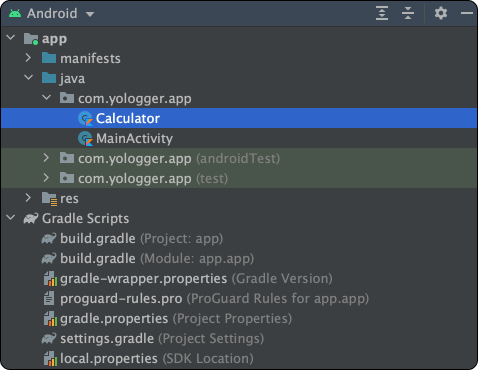 Android
app
manifests
java
com.yologger.app
Calculator
MainActivity
com.yologger.app (androidTest)
com.yologger.app (test)
res
Gradle Scripts
build.gradle (Project: app)
build.gradle (Module: app.app)
gradle-wrapper.properties (Gradle Version)
proguard-rules.pro (ProGuard Rules for app.app)
gradle.properties (Project Properties)
settings.gradle (Project Settings)
local.properties (SDK Location)